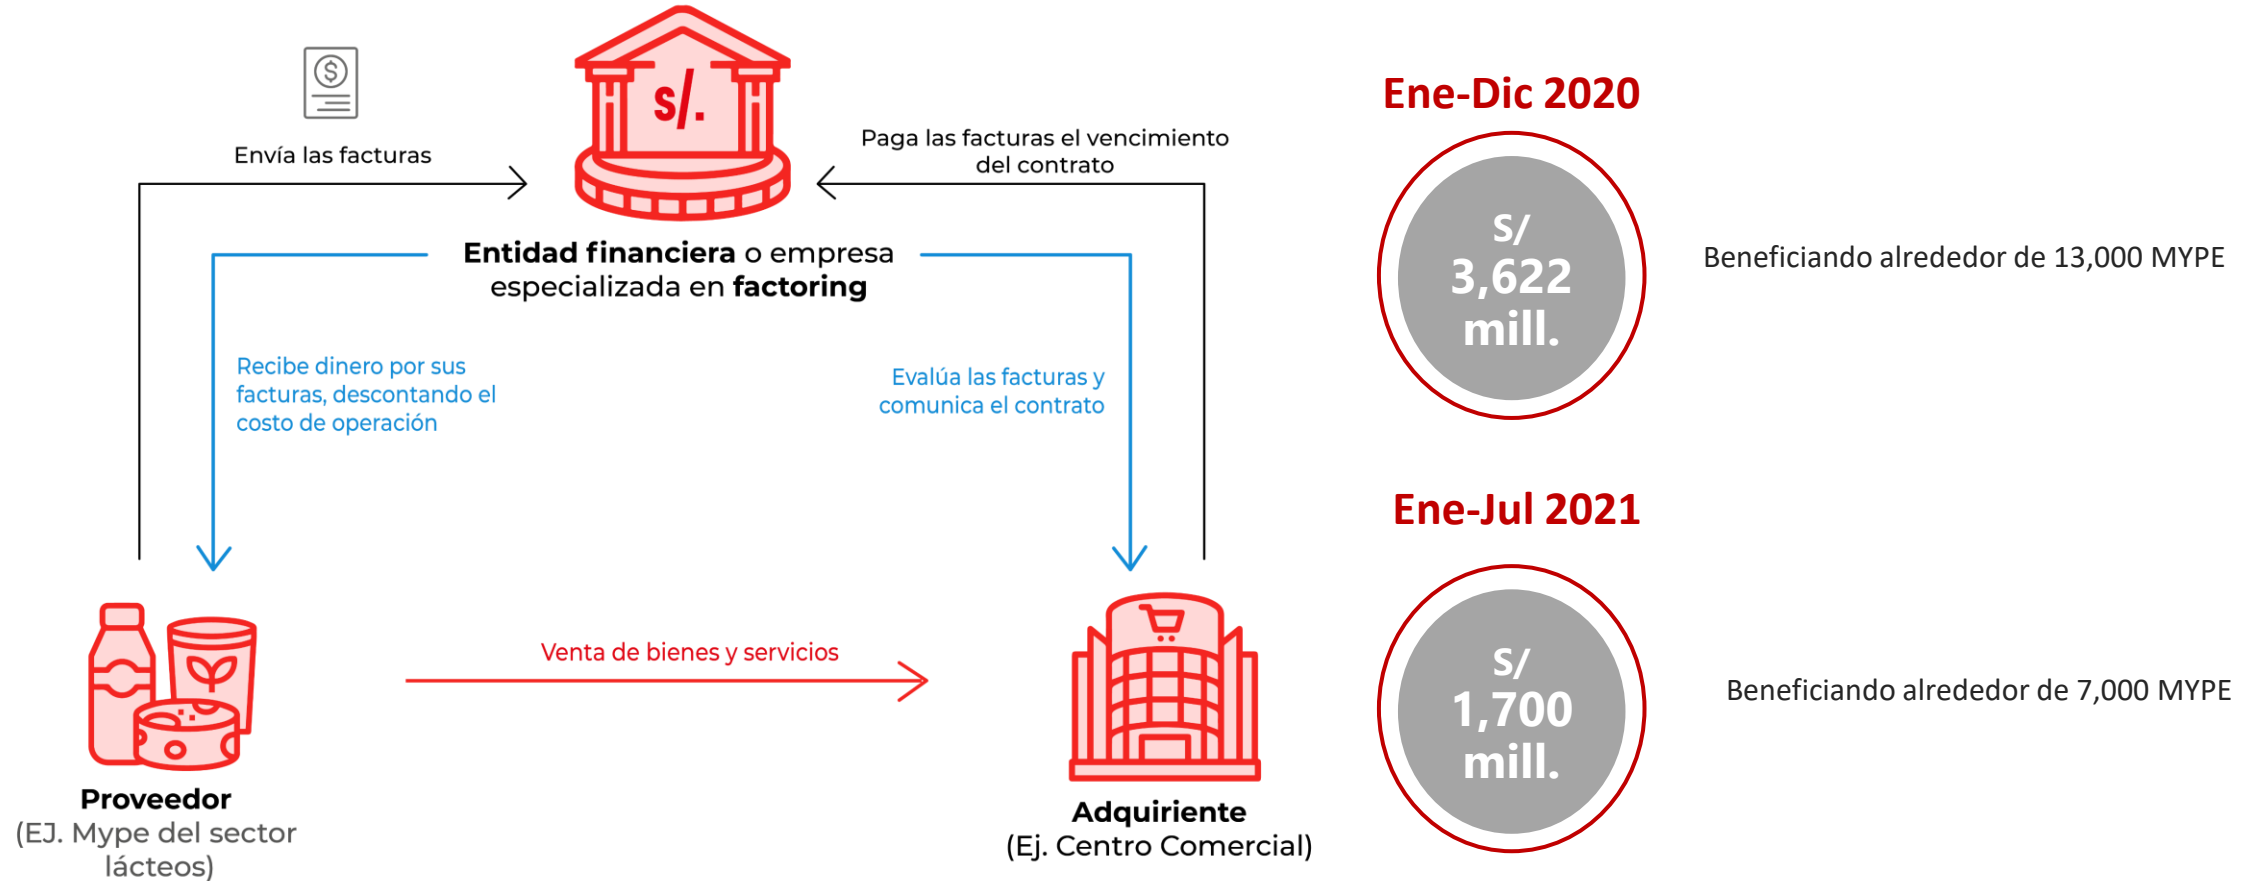 Envía las facturas
S/.
Paga las facturas el vencimiento
del contrato
Entidad financiera o empresa
especializada en factoring
Recibe dinero por sus
facturas, descontando el
costo de operación
Evalúa las facturas y
comunica el contrato
Venta de bienes y servicios
Proveedor
(EJ. Mype del sector
lácteos)
Adquiriente
(Ej. Centro Comercial)
Ene-Dic 2020
S/
3,622
mill.
Beneficiando alrededor de 13,000 MYPE
Ene-Jul 2021
S/
1,700
mill.
Beneficiando alrededor de 7,000 MYPE